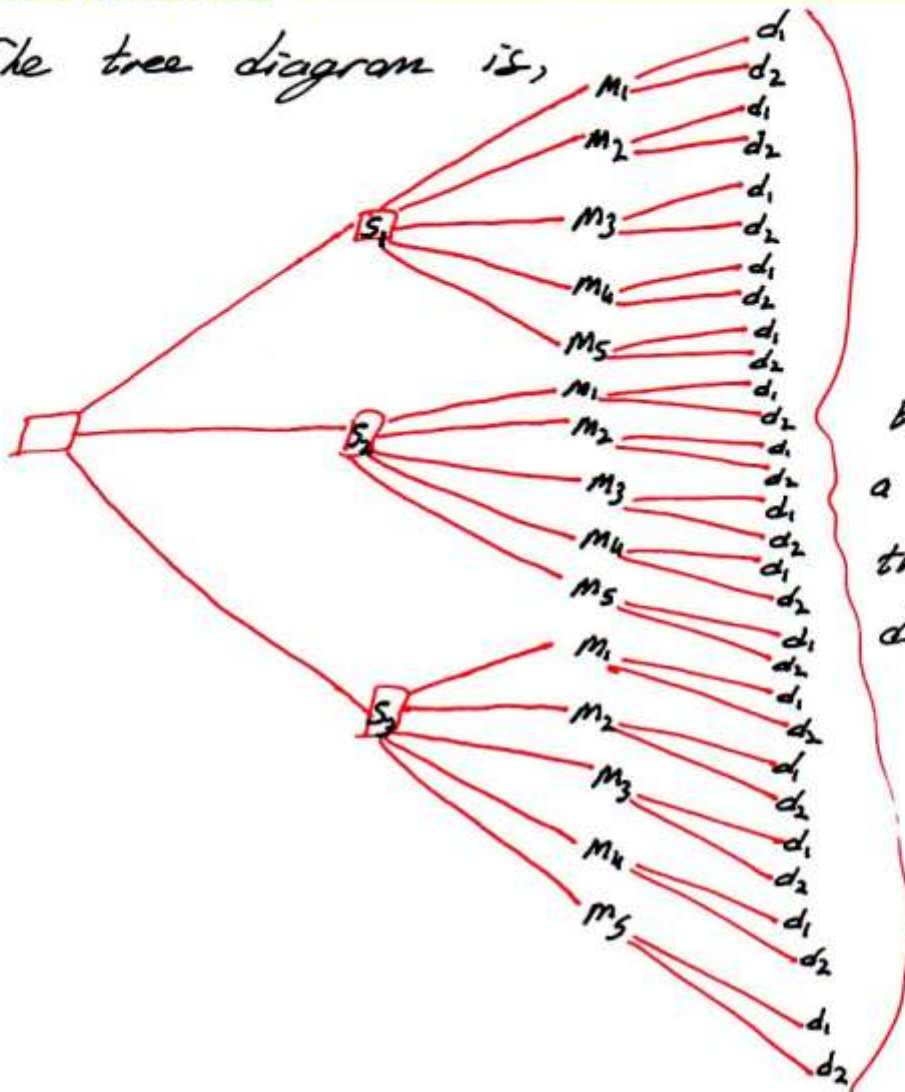 The tree diagram is,
d₁
m₁ d₂
d₁
m₂ d₂
d₁
S₁ m₃ d₂
d₁
m₄ d₂
d₁
m₅ d₂
m₁ d₁
d₂
S₂ m₂ d₁
d₂
m₃ d₁
a
d₂
m₄ d₁
d₂
m₅ d₁
d₂
m₁ d₁
d₂
S₃ m₂ d₁
d₂
m₃ d₁
d₂
m₄ d₁
d₂
m₅ d₁
d₂